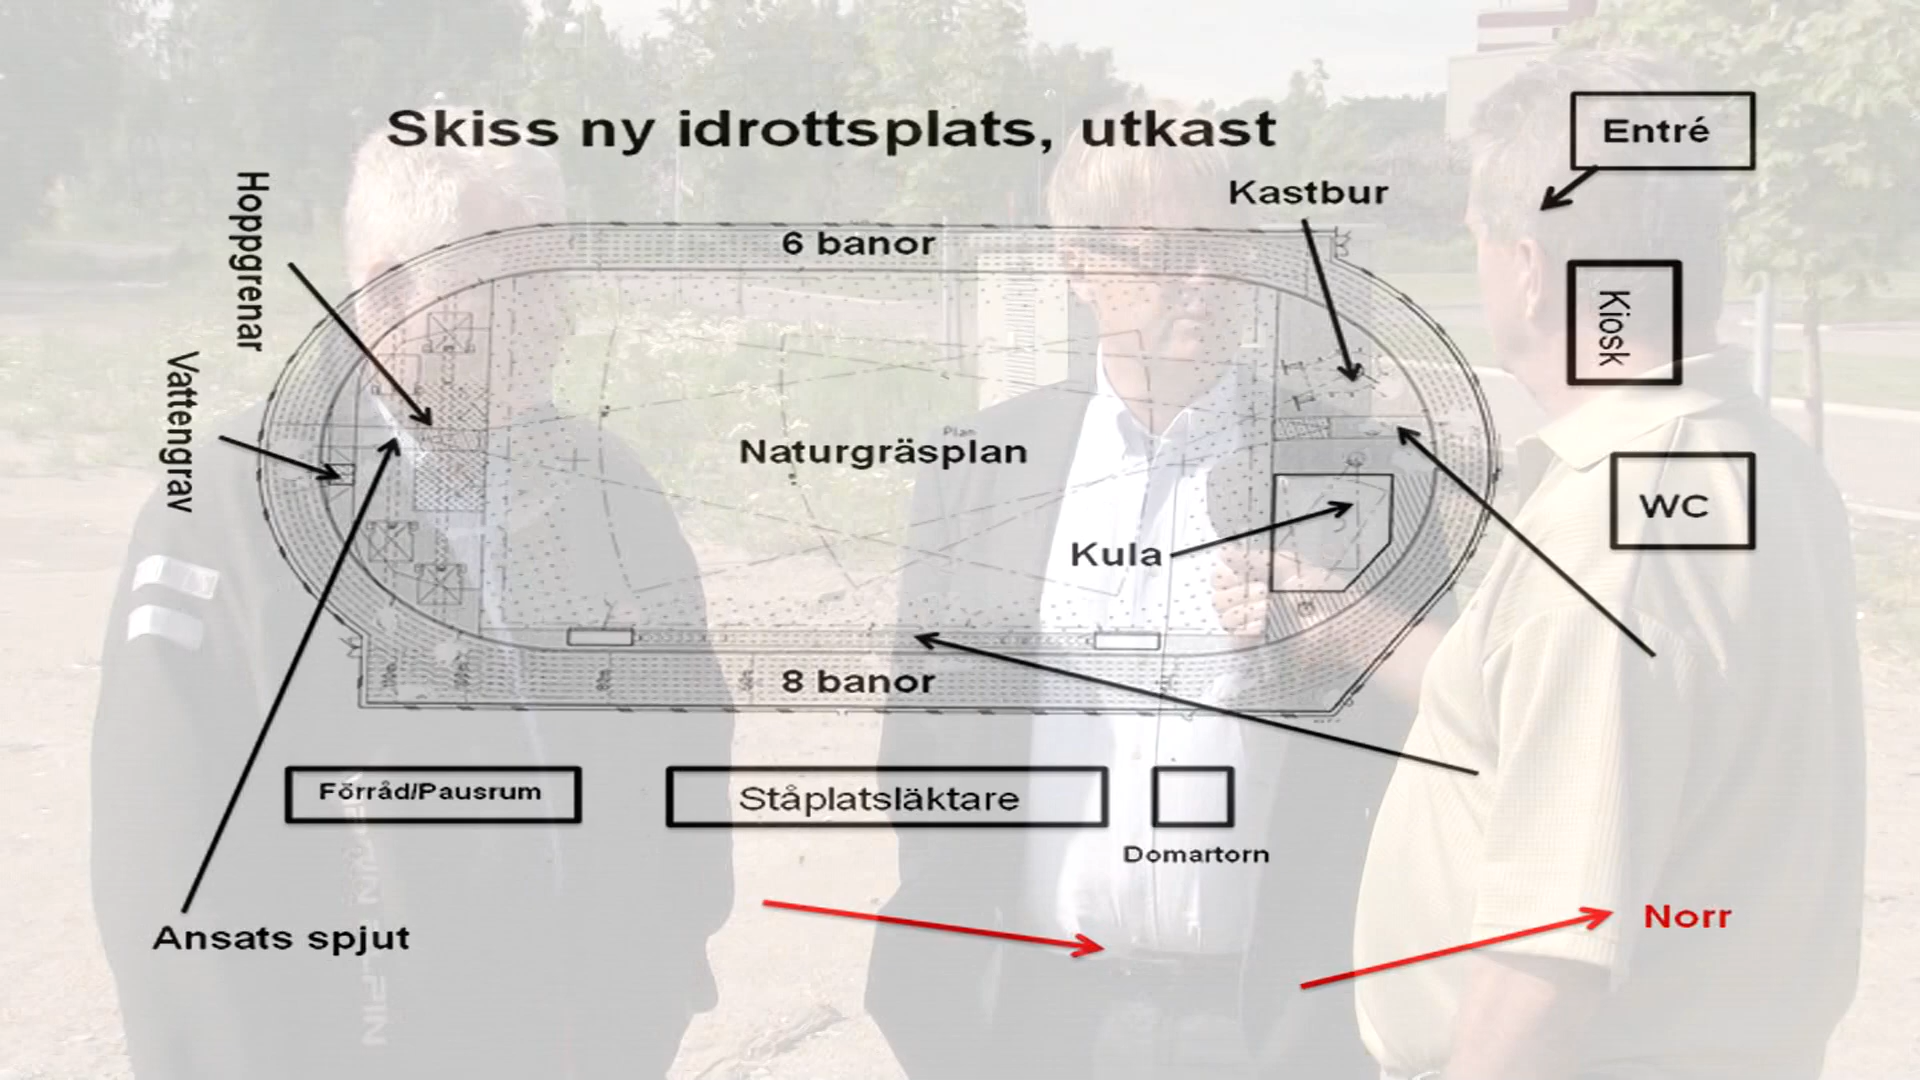 Skiss ny idrottsplats, utkast
Entré
Kastbur
Hoppgrenar
6 banor
Kiosk
Vattengrav
Plan
Naturgräsplan
WC
Kula
8 banor
Förråd/Pausrum
Ståplatsläktare
Domartorn
Ansats spjut
Norr